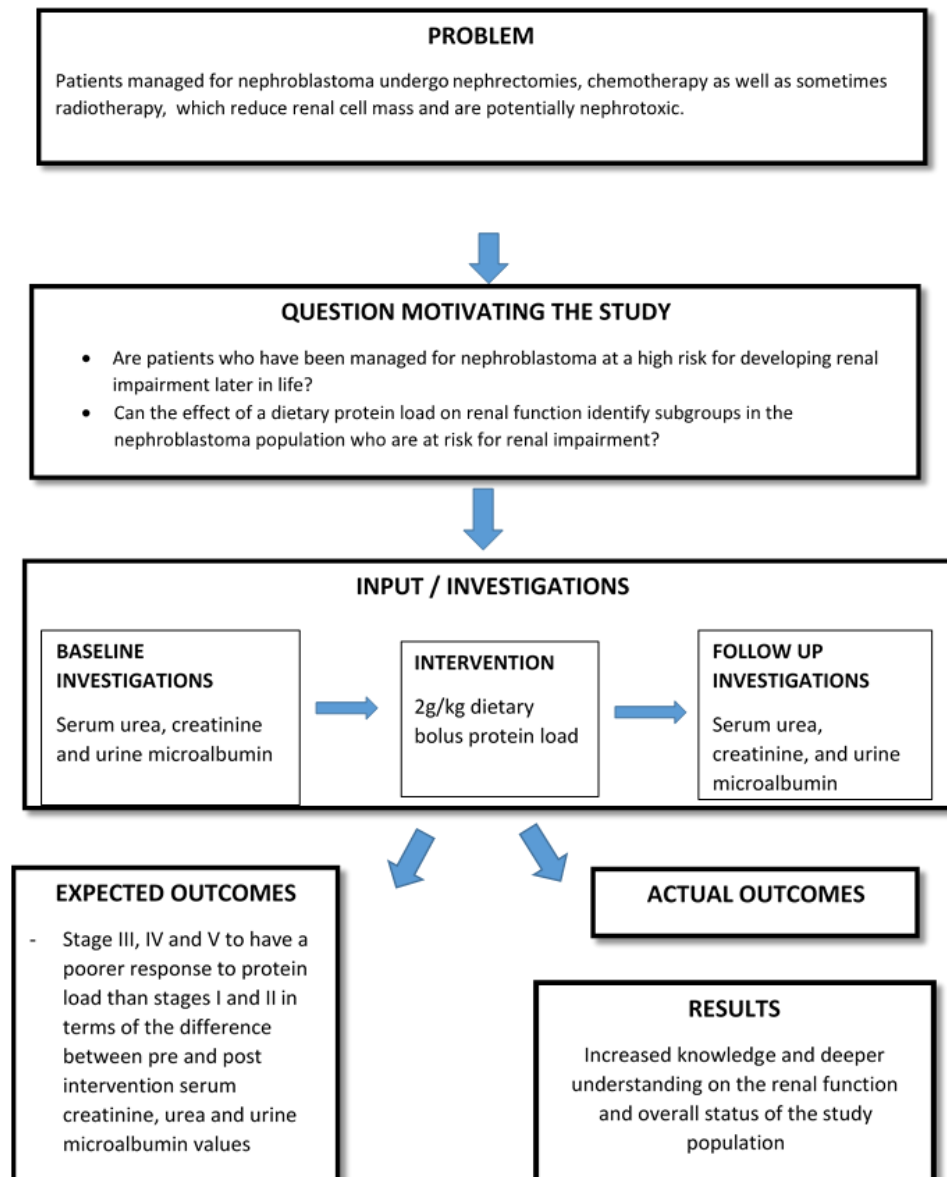 PROBLEM
Patients managed for nephroblastoma undergo nephrectomies, chemotherapy as well as sometimes
radiotherapy, which reduce renal cell mass and are potentially nephrotoxic.
QUESTION MOTIVATING THE STUDY
• Are patients who have been managed for nephroblastoma at a high risk for developing renal
impairment later in life?
• Can the effect of a dietary protein load on renal function identify subgroups in the
nephroblastoma population who are at risk for renal impairment?
INPUT / INVESTIGATIONS
BASELINE
INVESTIGATIONS
Serum urea, creatinine
and urine microalbumin
INTERVENTION
2g/kg dietary
bolus protein load
FOLLOW UP
INVESTIGATIONS
Serum urea,
creatinine, and urine
microalbumin
EXPECTED OUTCOMES
- Stage III, IV and V to have a
poorer response to protein
load than stages I and II in
terms of the difference
between pre and post
intervention serum
creatinine, urea and urine
microalbumin values
ACTUAL OUTCOMES
RESULTS
Increased knowledge and deeper
understanding on the renal function
and overall status of the study
population